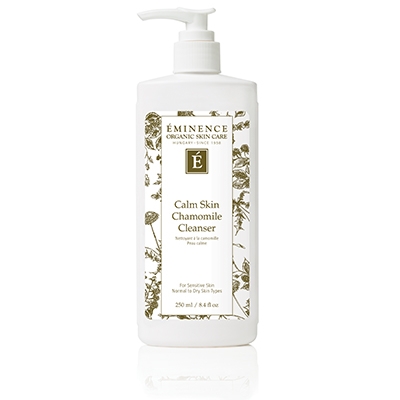 ÉMINENCE
ORGANIC SKIN CARE
HUNGARY/SINCE 1958
É
Calm Skin
Chamomile
Cleanser
Nettoyant à la camomille
Peau calme
For Sensitive Skin
Normal to Dry Skin Types
250 ml / 8.4 fl oz